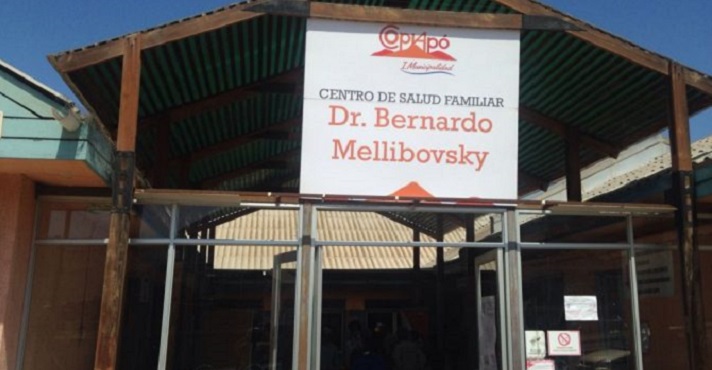 Copiapó
I. Municipalidad
CENTRO DE SALUD FAMILIAR
Dr. Bernardo
Mellibovsky